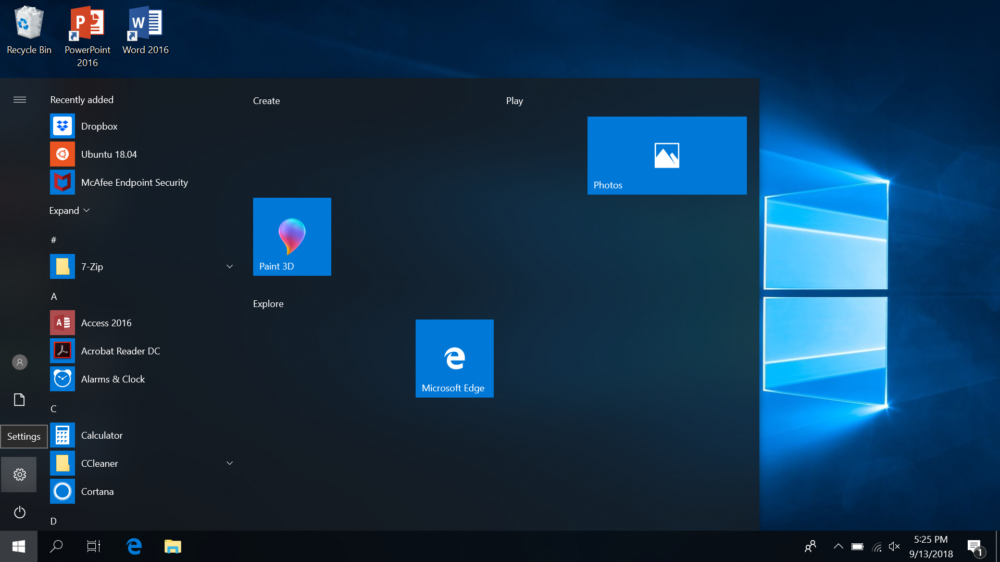 Recycle Bin
PowerPoint
2016
Word 2016
Recently added
Dropbox
Ubuntu 18.04
McAfee Endpoint Security
Expand
#
7-Zip
A
Access 2016
Acrobat Reader DC
Alarms & Clock
C
Calculator
CCleaner
Cortana
D
Settings
Create
Paint 3D
Explore
Microsoft Edge
Play
Photos
5:25 PM
9/13/2018
1